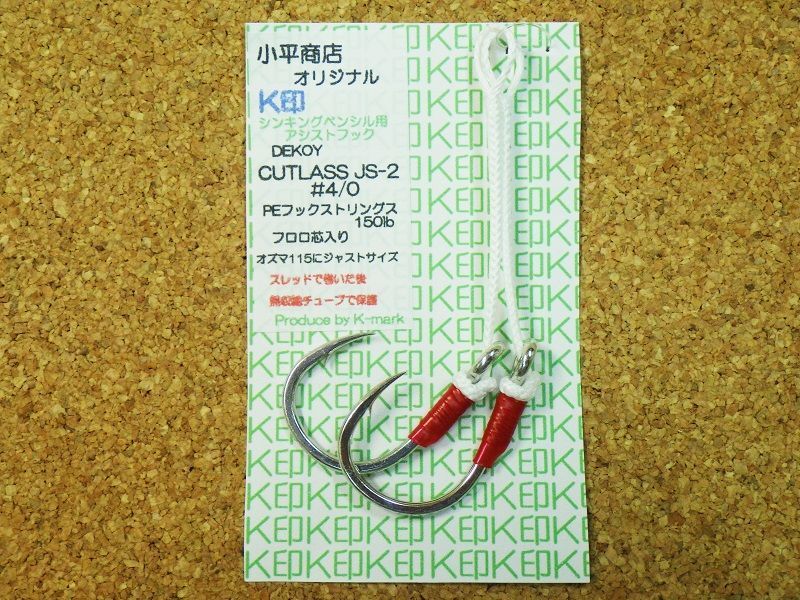 小平商店
オリジナル
K印
シンキングペンシル用
アシストフック
DEKOY
CUTLASS JS-2
#4/0
PEフックストリングス
150lb
フロロ芯入り
オズマ115にジャストサイズ
スレッドで巻いた後
熱収縮チューブで保護
Produce by K-mark